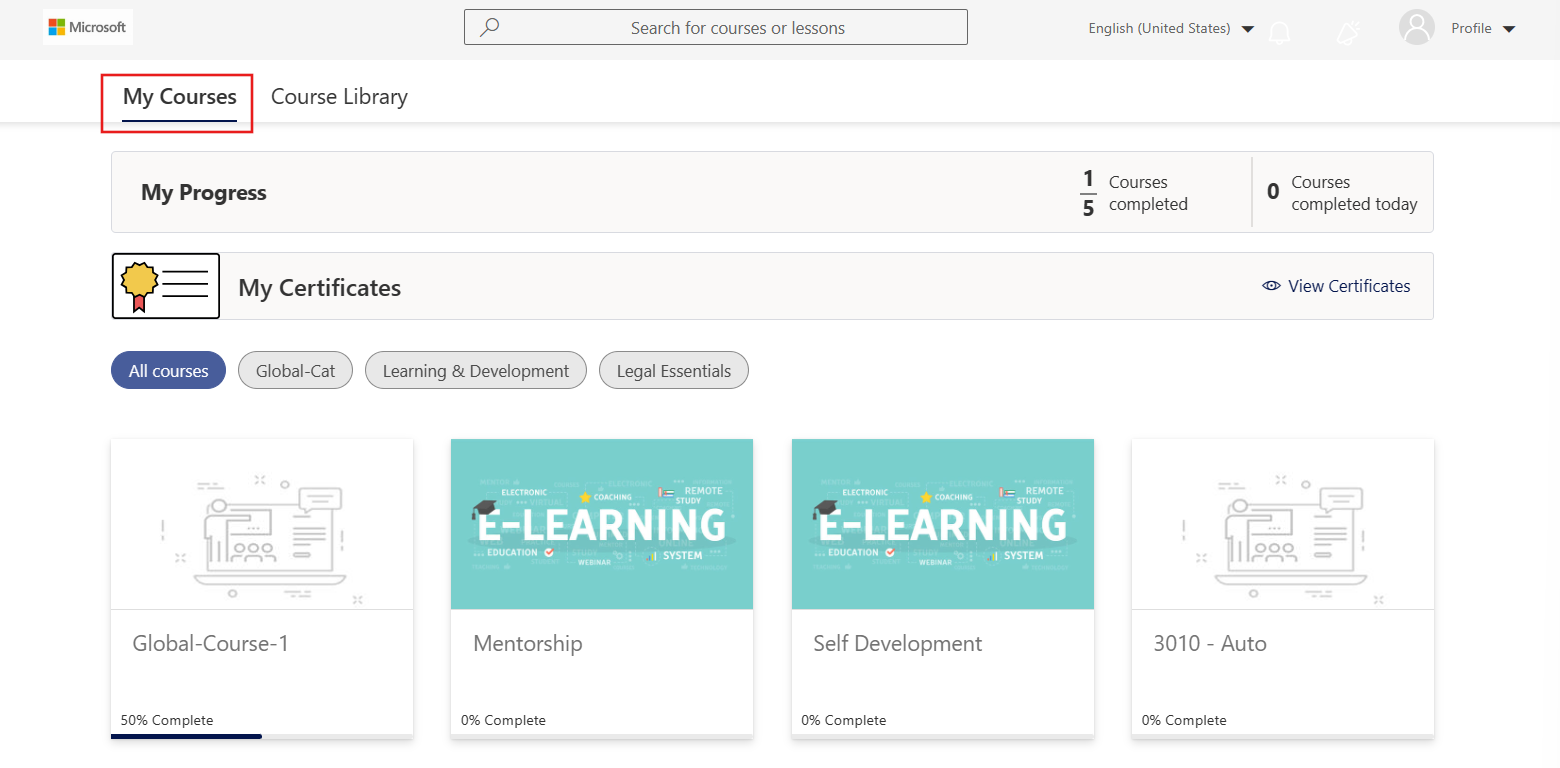 Microsoft
Search for courses or lessons
English (United States)
Profile
My Courses
Course Library
My Progress
1
5
Courses
completed
0
Courses
completed today
My Certificates
View Certificates
All courses
Global-Cat
Learning & Development
Legal Essentials
ELECTRONIC
COACHING
REMOTE
STUDY
E-LEARNING
EDUCATION
WEBINAR
SYSTEM
ELECTRONIC
COACHING
REMOTE
STUDY
E-LEARNING
EDUCATION
WEBINAR
SYSTEM
Global-Course-1
Mentorship
Self Development
3010 - Auto
50% Complete
0% Complete
0% Complete
0% Complete